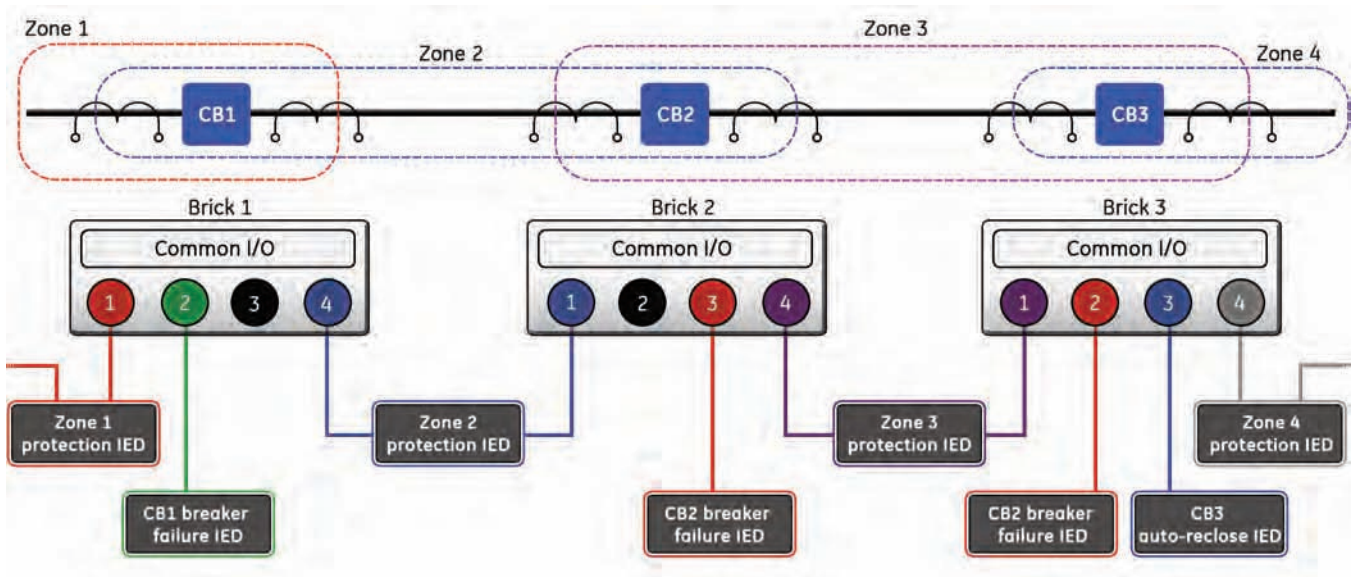 Zone 1
Zone 2
Zone 3
Zone 4
CB1
CB2
CB3
Brick 1
Brick 2
Brick 3
Common I/O
Common I/O
Common I/O
1
2
3
4
1
2
3
4
1
2
3
4
Zone 1
protection IED
Zone 2
protection IED
Zone 3
protection IED
Zone 4
protection IED
CB1 breaker
failure IED
CB2 breaker
failure IED
CB2 breaker
failure IED
CB3
auto-reclose IED